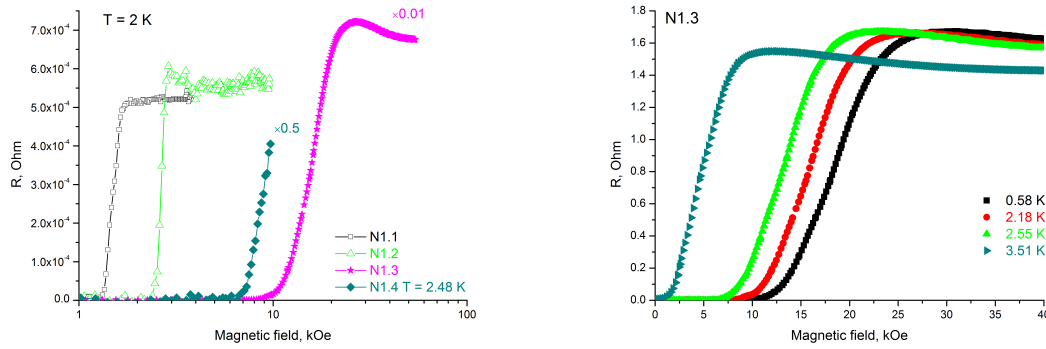 T = 2 K
×0.01
×0.5
7.0x10⁻⁴
6.0x10⁻⁴
5.0x10⁻⁴
4.0x10⁻⁴
3.0x10⁻⁴
2.0x10⁻⁴
1.0x10⁻⁴
0.0
R, Ohm
N1.1
N1.2
N1.3
N1.4 T = 2.48 K
1
10
100
Magnetic field, kOe
N1.3
1.8
1.6
1.4
1.2
1.0
0.8
0.6
0.4
0.2
0.0
R, Ohm
0.58 K
2.18 K
2.55 K
3.51 K
0 5 10 15 20 25 30 35 40
Magnetic field, kOe